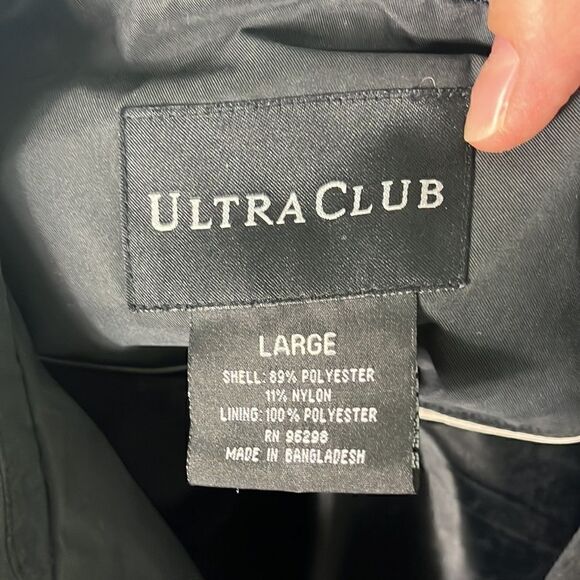 ULTRACLUB
LARGE
SHELL: 89% POLYESTER
11% NYLON
LINING: 100% POLYESTER
RN 95298
MADE IN BANGLADESH